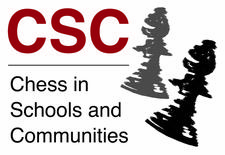 CSC
Chess in
Schools and
Communities